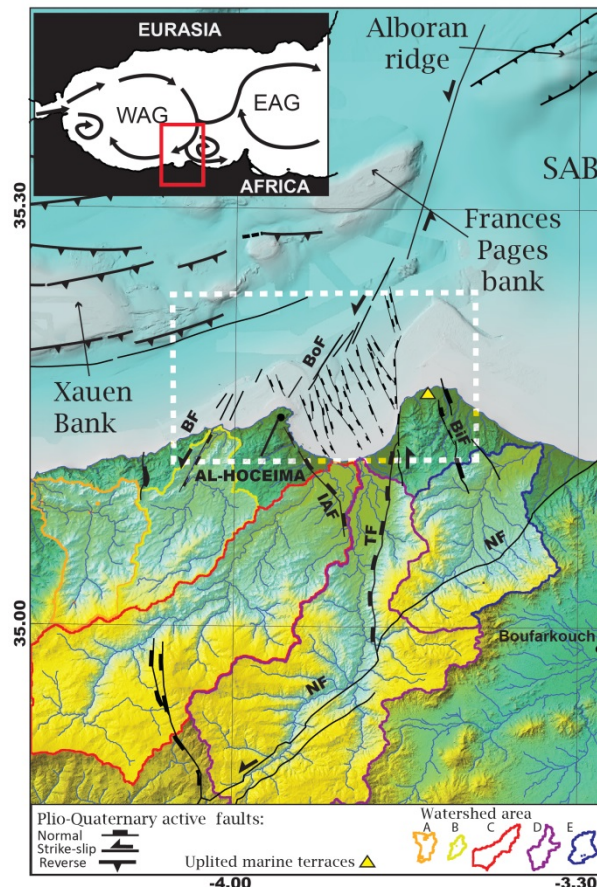 EURASIA
WAG
EAG
AFRICA
Alboran
ridge
SAB
35.30
Frances
Pages
bank
BoF
Xauen
Bank
BF
BiF
AL-HOCEIMA
IAF
TF
NF
35.00
Boufarkouch
NF
Plio-Quaternary active faults:
Normal
Strike-slip
Reverse
Uplited marine terraces
Watershed area
A B C D E
-4.00
-3.30